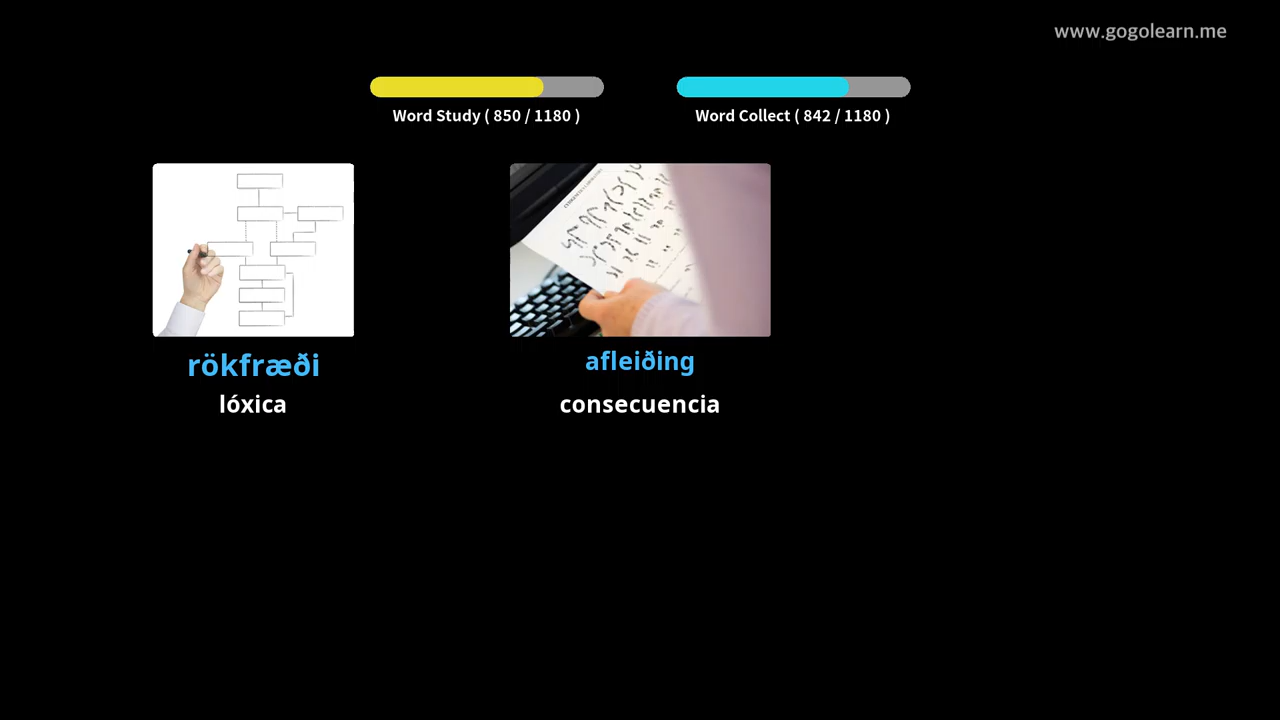 www.gogolearn.me
Word Study ( 850 / 1180 )
Word Collect ( 842 / 1180 )
rökfræði
lóxica
afleiðing
consecuencia